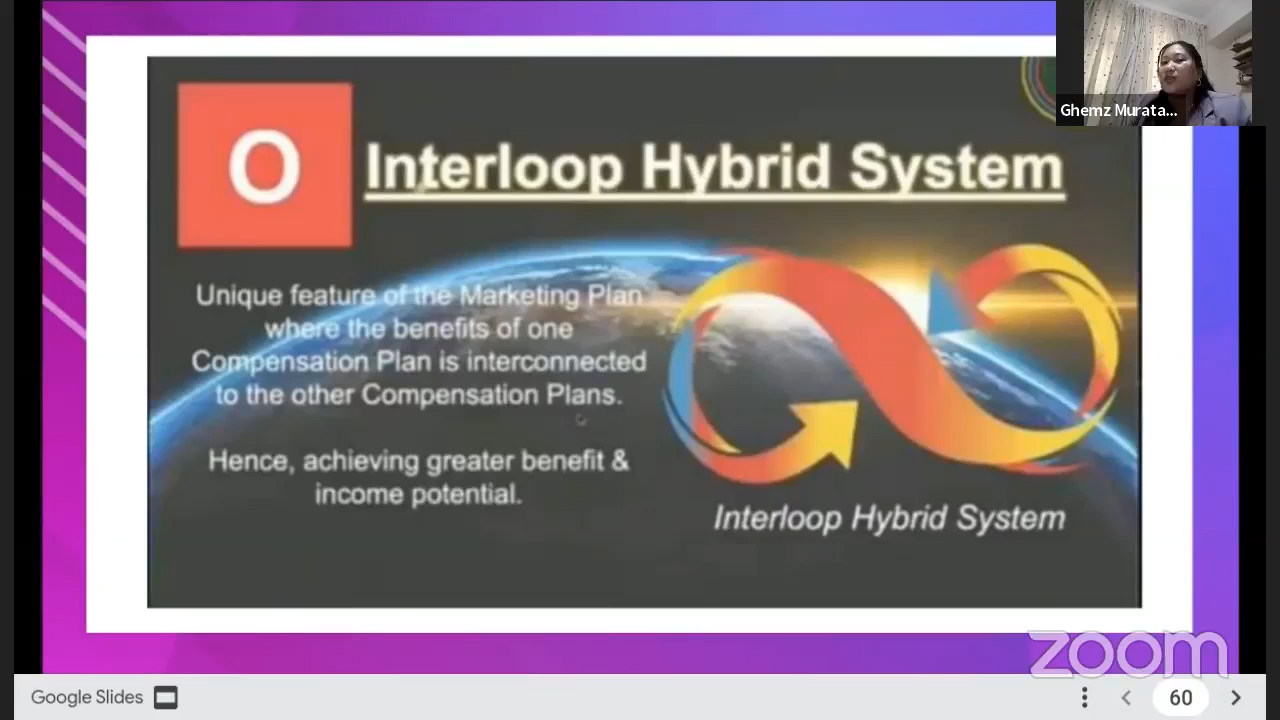 Ghemz Murata...
O
Interloop Hybrid System
Unique feature of the Marketing Plan
where the benefits of one
Compensation Plan is interconnected
to the other Compensation Plans.
Hence, achieving greater benefit &
income potential.
Interloop Hybrid System
zoom
Google Slides
60